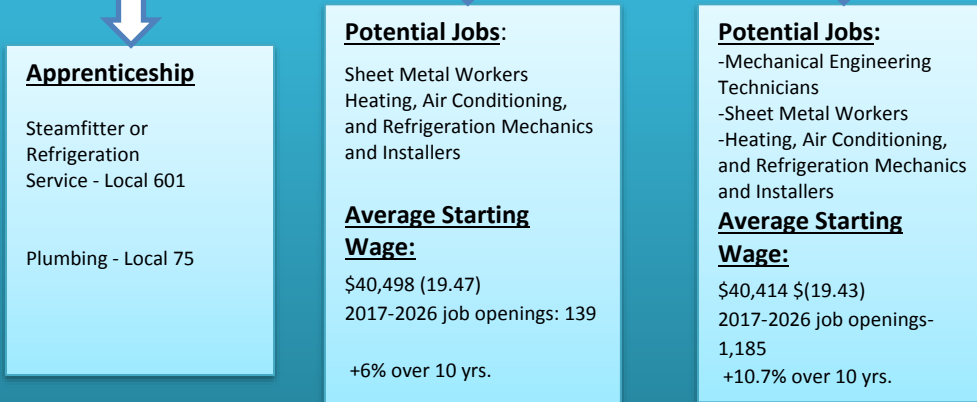 Apprenticeship
Steamfitter or
Refrigeration
Service - Local 601
Plumbing - Local 75
Potential Jobs:
Sheet Metal Workers
Heating, Air Conditioning,
and Refrigeration Mechanics
and Installers
Average Starting
Wage:
$40,498 (19.47)
2017-2026 job openings: 139
+6% over 10 yrs.
Potential Jobs:
-Mechanical Engineering
Technicians
-Sheet Metal Workers
-Heating, Air Conditioning,
and Refrigeration Mechanics
and Installers
Average Starting
Wage:
$40,414 $(19.43)
2017-2026 job openings-
1,185
+10.7% over 10 yrs.